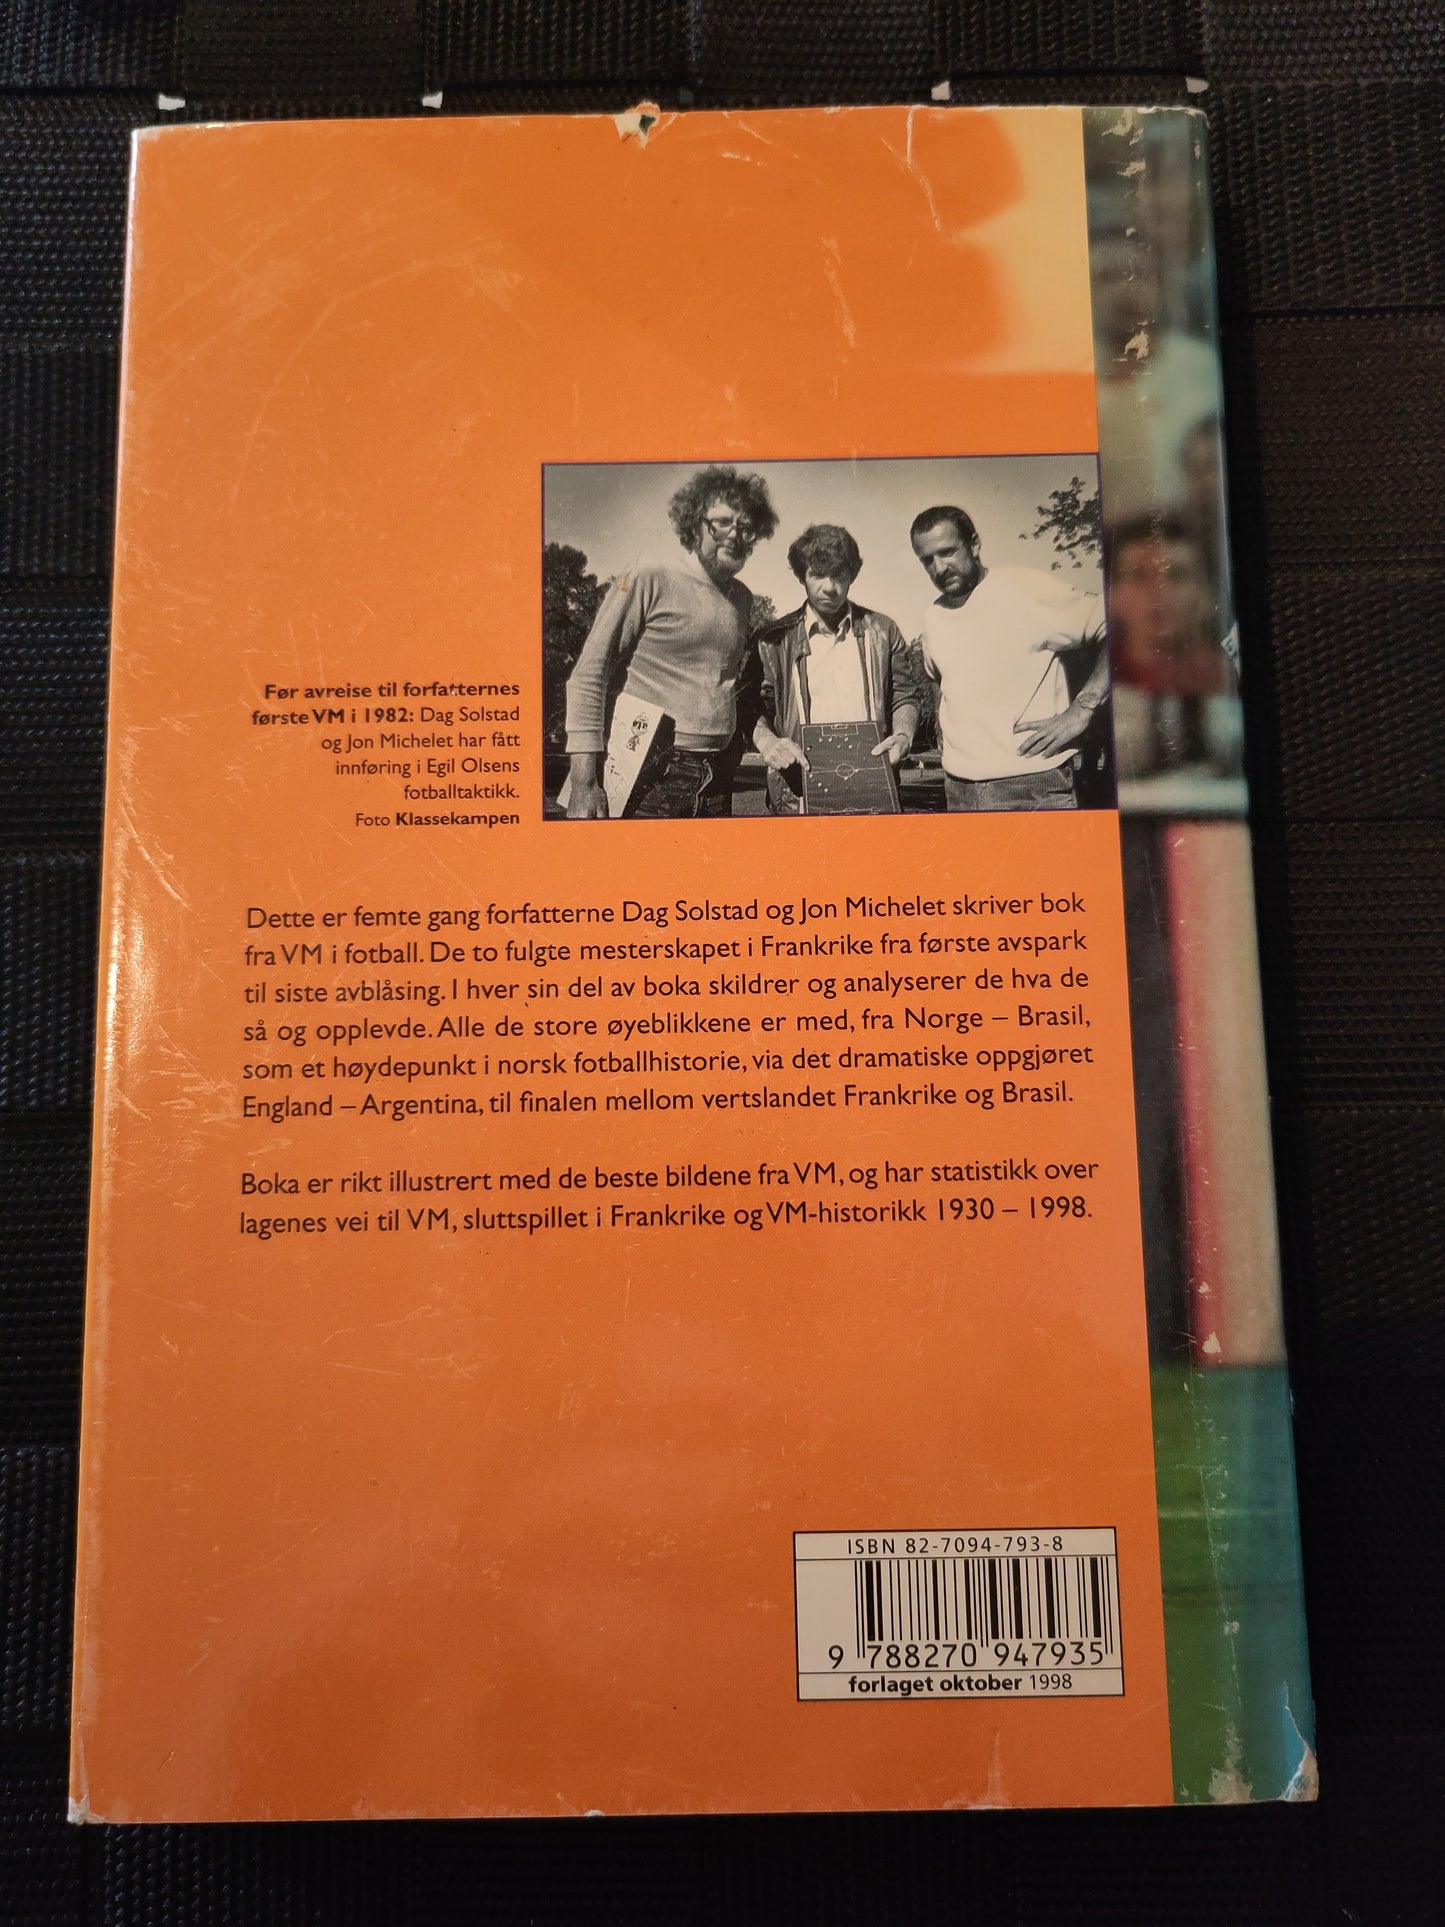 Før avreise til forfatternes
første VM i 1982: Dag Solstad
og Jon Michelet har fått
innføring i Egil Olsens
fotballtaktikk.
Foto Klassekampen
Dette er femte gang forfatterne Dag Solstad og Jon Michelet skriver bok
fra VM i fotball. De to fulgte mesterskapet i Frankrike fra første avspark
til siste avblåsing. I hver sin del av boka skildrer og analyserer de hva de
så og opplevde. Alle de store øyeblikkene er med, fra Norge – Brasil,
som et høydepunkt i norsk fotballhistorie, via det dramatiske oppgjøret
England – Argentina, til finalen mellom vertslandet Frankrike og Brasil.
Boka er rikt illustrert med de beste bildene fra VM, og har statistikk over
lagenes vei til VM, sluttspillet i Frankrike og VM-historikk 1930 – 1998.
ISBN 82-7094-793-8
9 788270 947935
forlaget oktober 1998